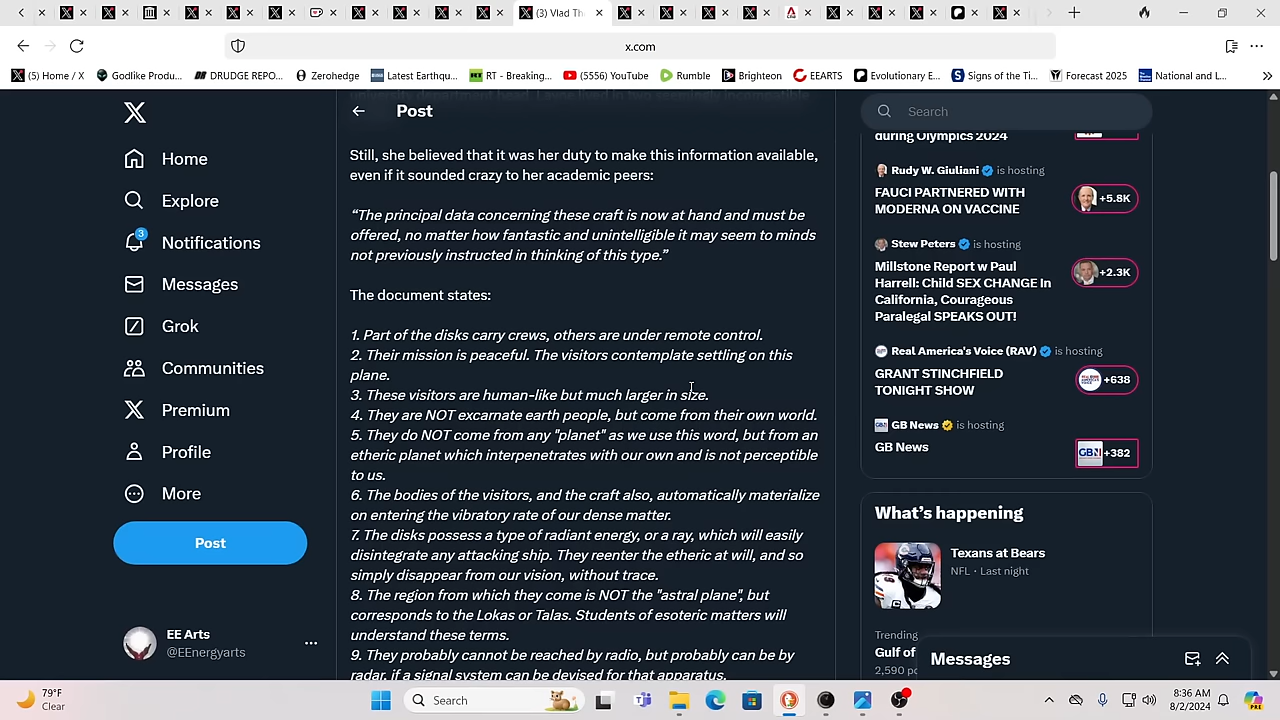 (3) Vlad Th
x.com
(5) Home / X
Godlike Produ...
DRUDGE REPO...
Zerohedge
Latest Earthqu...
RT - Breaking...
(5556) YouTube
Rumble
Brighteon
EEARTS
Evolutionary E...
Signs of the Ti...
Forecast 2025
National and L...
Home
Explore
3
Notifications
Messages
Grok
Communities
Premium
Profile
More
Post
EE Arts
@EEnergyarts
Post
Still, she believed that it was her duty to make this information available,
even if it sounded crazy to her academic peers:
“The principal data concerning these craft is now at hand and must be
offered, no matter how fantastic and unintelligible it may seem to minds
not previously instructed in thinking of this type.”
The document states:
1. Part of the disks carry crews, others are under remote control.
2. Their mission is peaceful. The visitors contemplate settling on this
plane.
3. These visitors are human-like but much larger in size.
4. They are NOT excarnate earth people, but come from their own world.
5. They do NOT come from any "planet" as we use this word, but from an
etheric planet which interpenetrates with our own and is not perceptible
to us.
6. The bodies of the visitors, and the craft also, automatically materialize
on entering the vibratory rate of our dense matter.
7. The disks possess a type of radiant energy, or a ray, which will easily
disintegrate any attacking ship. They reenter the etheric at will, and so
simply disappear from our vision, without trace.
8. The region from which they come is NOT the "astral plane", but
corresponds to the Lokas or Talas. Students of esoteric matters will
understand these terms.
9. They probably cannot be reached by radio, but probably can be by
radar, if a signal system can be devised for that apparatus.
Search
during Olympics 2024
Rudy W. Giuliani is hosting
FAUCI PARTNERED WITH
MODERNA ON VACCINE
+5.8K
Stew Peters is hosting
Millstone Report w Paul
Harrell: Child SEX CHANGE In
California, Courageous
Paralegal SPEAKS OUT!
+2.3K
Real America's Voice (RAV) is hosting
GRANT STINCHFIELD
TONIGHT SHOW
+638
GB News is hosting
GB News
GBN
+382
What's happening
Texans at Bears
NFL · Last night
Trending
Gulf of
2,590 po
Messages
79°F
Clear
Search
8:36 AM
8/2/2024